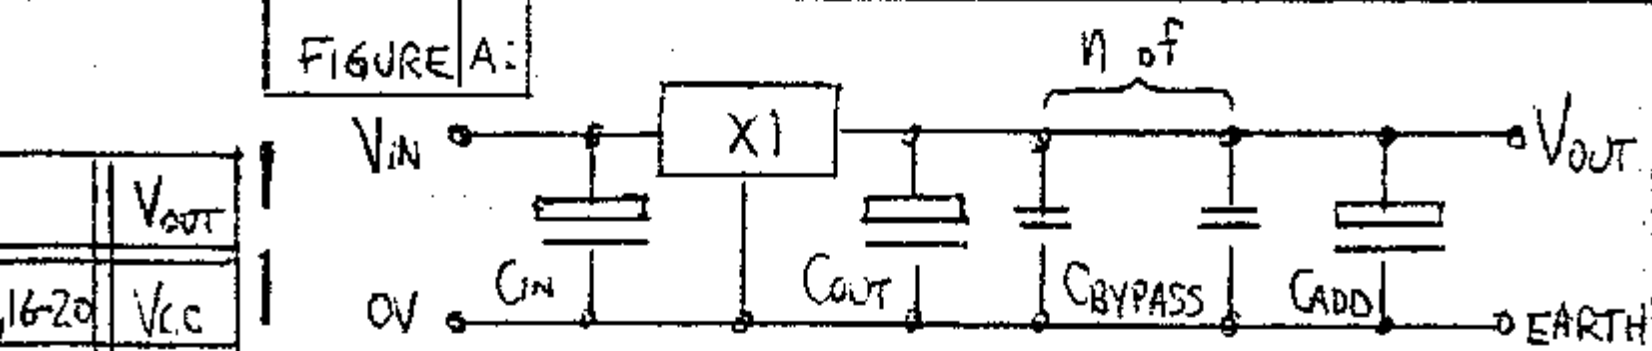 FIGURE A:
n of
VIN
X1
VOUT
VOUT
CIN
COUT
CBYPASS
CADD
16-20
VCC
0V
EARTH